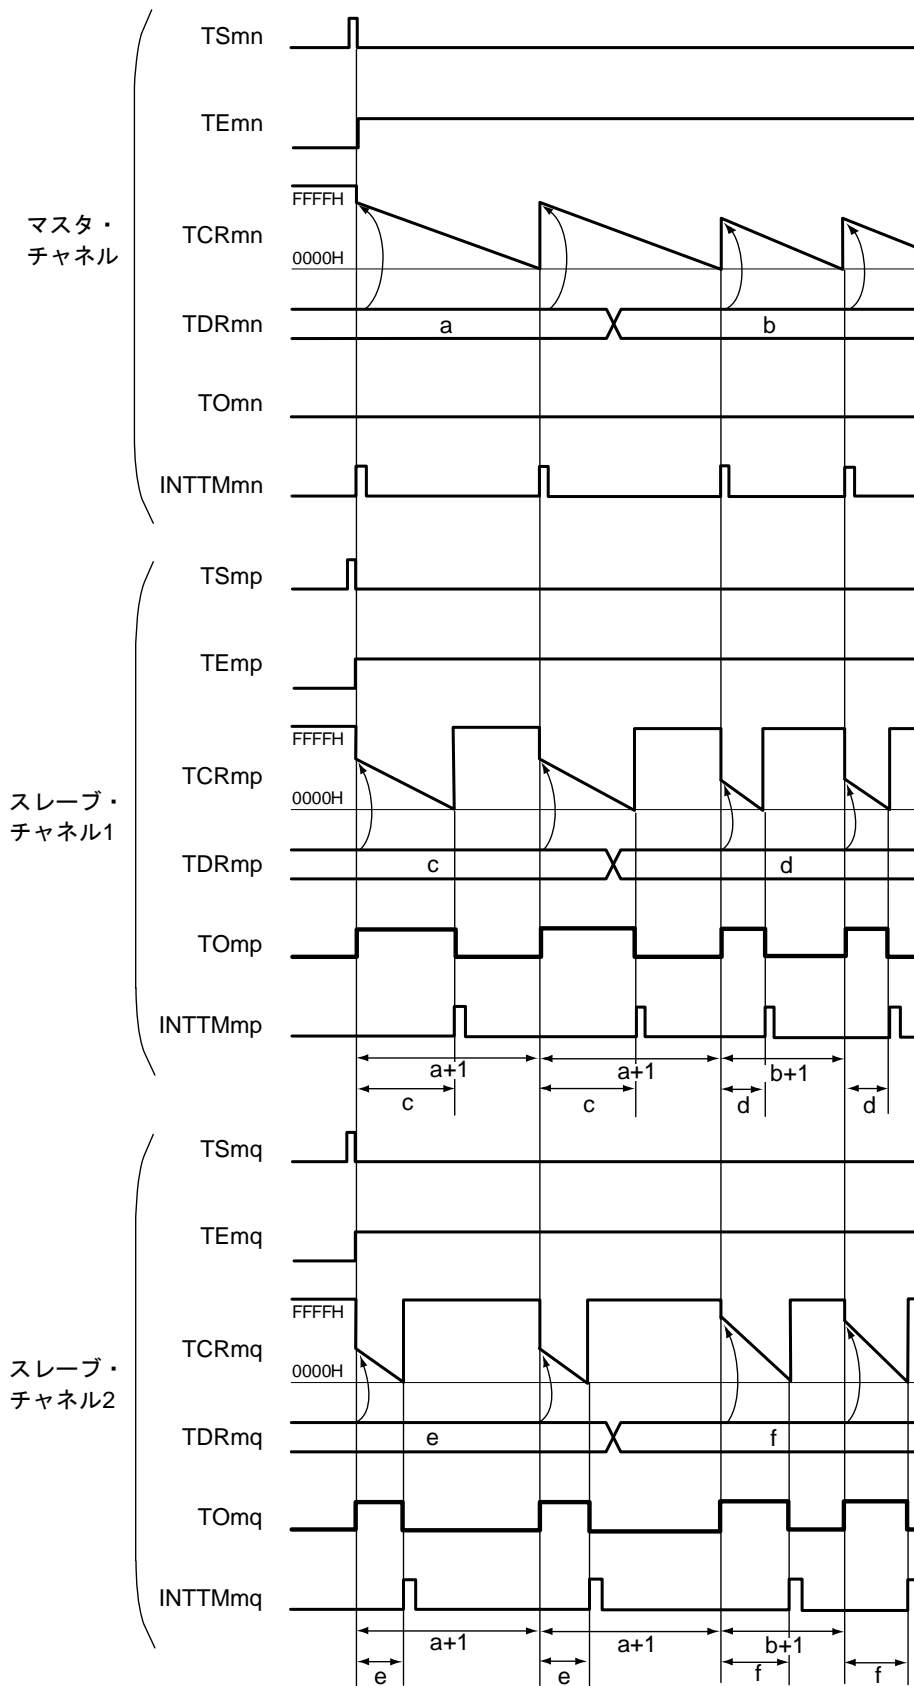 マスタ・
チャネル
TSmn
TEmn
FFFFH
TCRmn
0000H
TDRmn
a
b
TOmn
INTTMmn
スレーブ・
チャネル1
TSmp
TEmp
FFFFH
TCRmp
0000H
TDRmp
c
d
TOmp
INTTMmp
a+1
a+1
b+1
c
c
d
d
スレーブ・
チャネル2
TSmq
TEmq
FFFFH
TCRmq
0000H
TDRmq
e
f
TOmq
INTTMmq
a+1
a+1
b+1
e
e
f
f